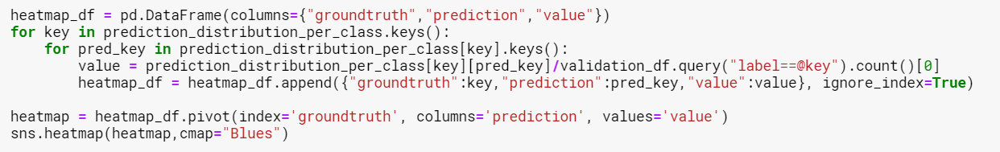 heatmap_df = pd.DataFrame(columns={"groundtruth","prediction","value"})
for key in prediction_distribution_per_class.keys():
    for pred_key in prediction_distribution_per_class[key].keys():
        value = prediction_distribution_per_class[key][pred_key]/validation_df.query("label==@key").count()[0]
        heatmap_df = heatmap_df.append({"groundtruth":key,"prediction":pred_key,"value":value}, ignore_index=True)

heatmap = heatmap_df.pivot(index='groundtruth', columns='prediction', values='value')
sns.heatmap(heatmap,cmap="Blues")